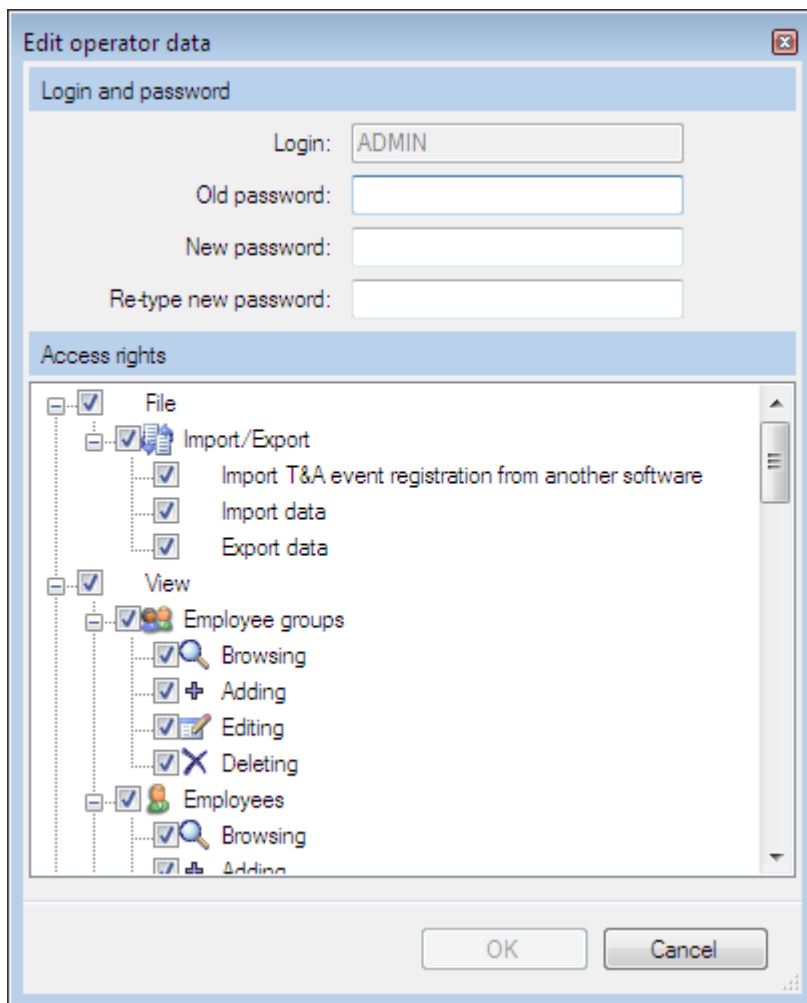 Edit operator data
Login and password
Login: ADMIN
Old password:
New password:
Re-type new password:
Access rights
File
Import/Export
Import T&A event registration from another software
Import data
Export data
View
Employee groups
Browsing
Adding
Editing
Deleting
Employees
Browsing
Adding
OK Cancel